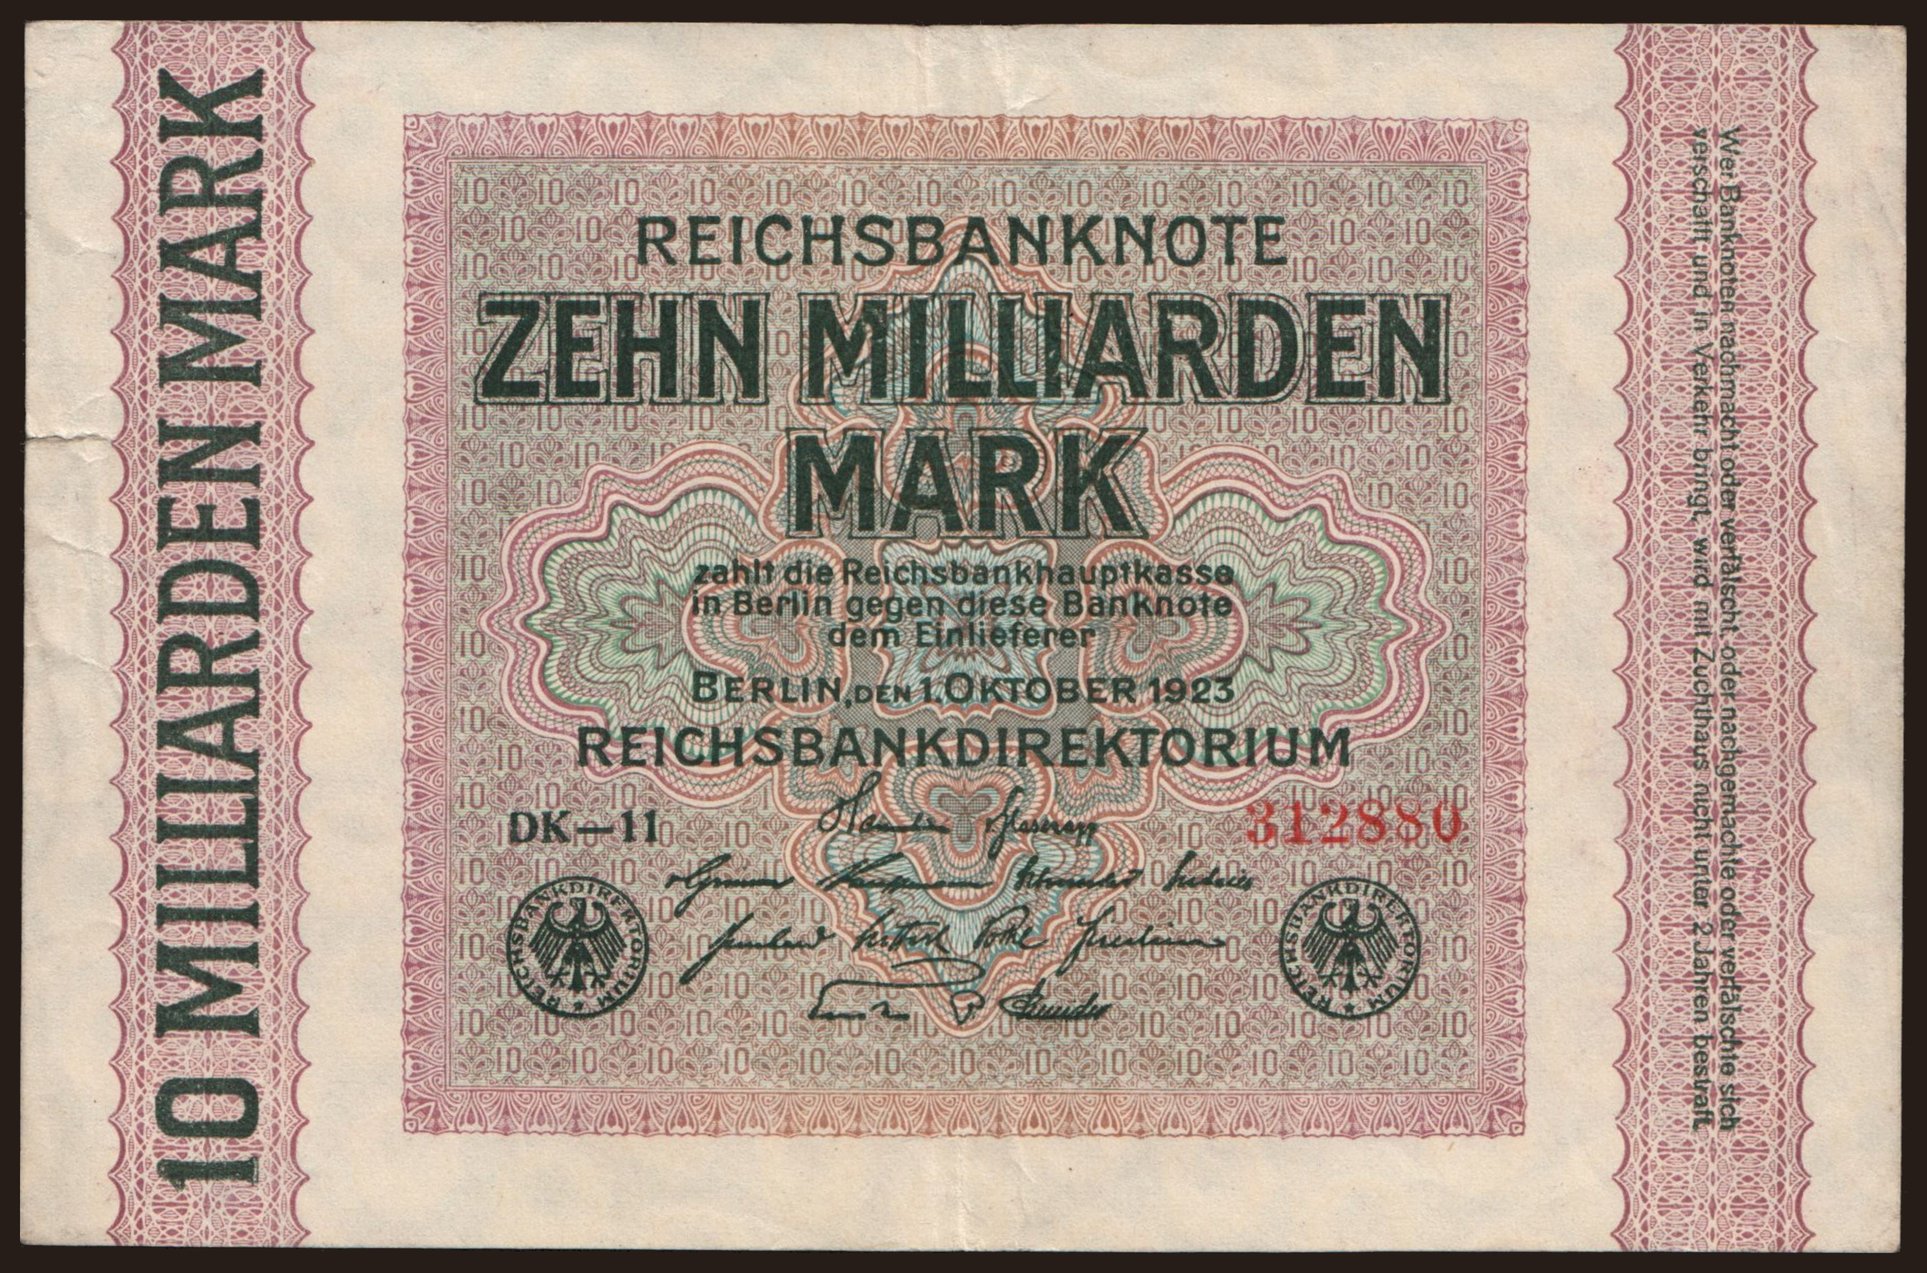 10 MILLIARDEN MARK
REICHSBANKNOTE
ZEHN MILLIARDEN
MARK
zahlt die Reichsbankhauptkasse
in Berlin gegen diese Banknote
dem Einlieferer
BERLIN, DEN 1. OKTOBER 1923
REICHSBANKDIREKTORIUM
DK—11
312880
REICHSBANKDIREKTORIUM
REICHSBANKDIREKTORIUM
Wer Banknoten nachmacht oder verfälscht, oder nachgemachte oder verfälschte sich
verschafft und in Verkehr bringt, wird mit Zuchthaus nicht unter 2 Jahren bestraft.